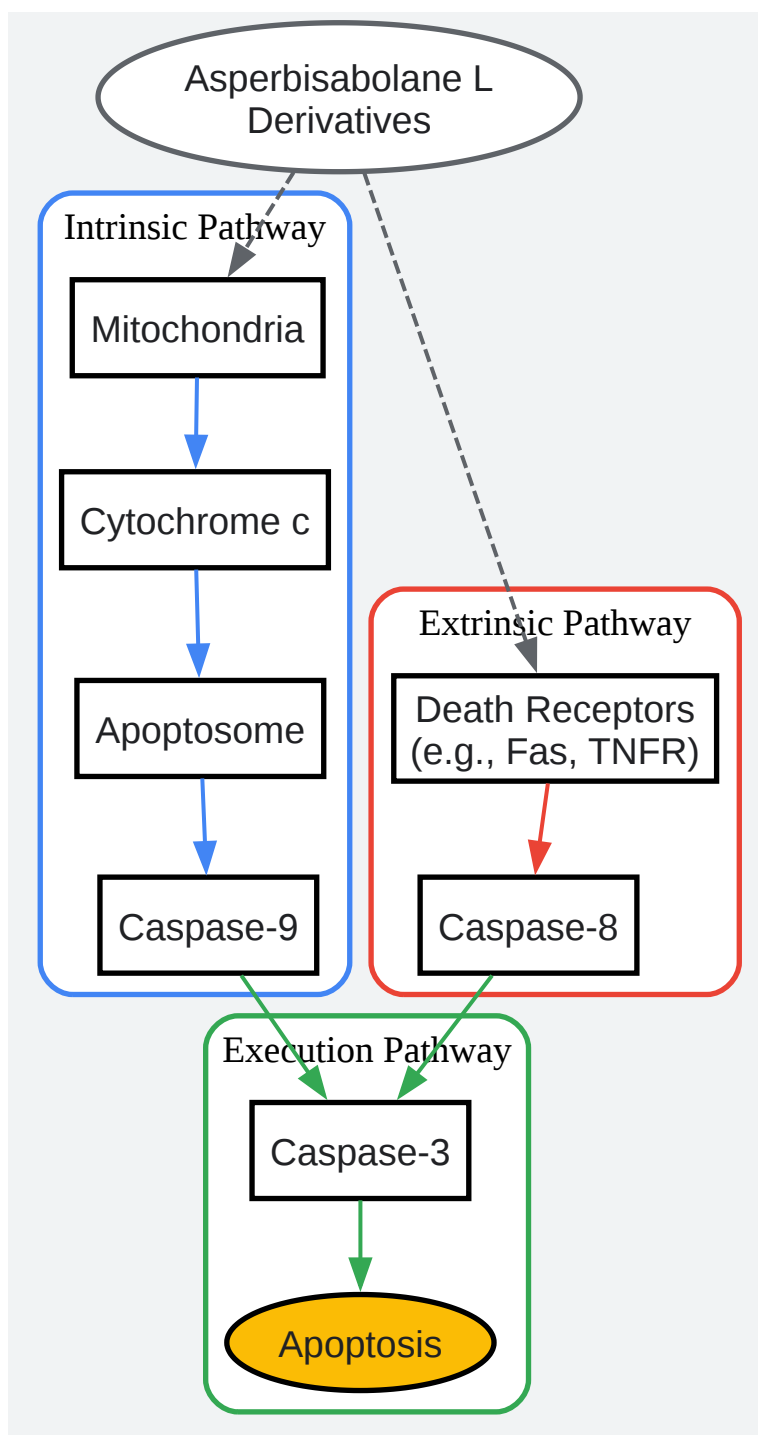 Asperbisabolane L
Derivatives
Intrinsic Pathway
Mitochondria
Cytochrome c
Apoptosome
Caspase-9
Extrinsic Pathway
Death Receptors
(e.g., Fas, TNFR)
Caspase-8
Execution Pathway
Caspase-3
Apoptosis